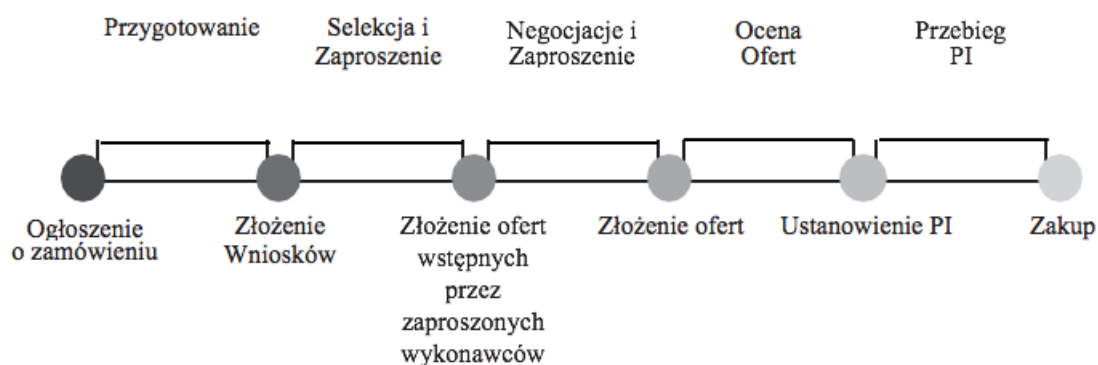 Przygotowanie
Selekcja i
Zaproszenie
Negocjacje i
Zaproszenie
Ocena
Ofert
Przebieg
PI
Ogłoszenie
o zamówieniu
Złożenie
Wniosków
Złożenie ofert
wstępnych
przez
zaproszonych
wykonawców
Złożenie ofert
Ustanowienie PI
Zakup